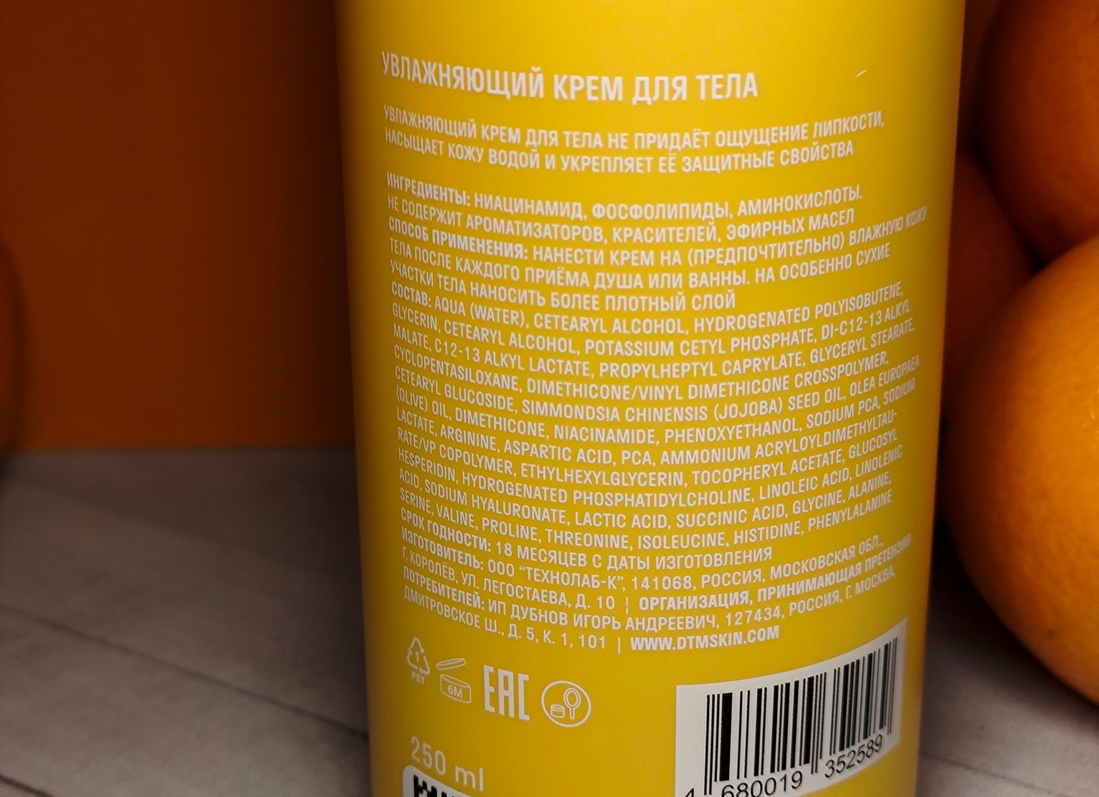 УВЛАЖНЯЮЩИЙ КРЕМ ДЛЯ ТЕЛА
УВЛАЖНЯЮЩИЙ КРЕМ ДЛЯ ТЕЛА НЕ ПРИДАЁТ ОЩУЩЕНИЕ ЛИПКОСТИ,
НАСЫЩАЕТ КОЖУ ВОДОЙ И УКРЕПЛЯЕТ ЕЁ ЗАЩИТНЫЕ СВОЙСТВА
ИНГРЕДИЕНТЫ: НИАЦИНАМИД, ФОСФОЛИПИДЫ, АМИНОКИСЛОТЫ.
НЕ СОДЕРЖИТ АРОМАТИЗАТОРОВ, КРАСИТЕЛЕЙ, ЭФИРНЫХ МАСЕЛ
СПОСОБ ПРИМЕНЕНИЯ: НАНЕСТИ КРЕМ НА (ПРЕДПОЧТИТЕЛЬНО) ВЛАЖНУЮ КОЖУ
ТЕЛА ПОСЛЕ КАЖДОГО ПРИЁМА ДУША ИЛИ ВАННЫ. НА ОСОБЕННО СУХИЕ
УЧАСТКИ ТЕЛА НАНОСИТЬ БОЛЕЕ ПЛОТНЫЙ СЛОЙ
СОСТАВ: AQUA (WATER), CETEARYL ALCOHOL, HYDROGENATED POLYISOBUTENE,
GLYCERIN, CETEARYL ALCOHOL, POTASSIUM CETYL PHOSPHATE, DI-C12-13 ALKYL
MALATE, C12-13 ALKYL LACTATE, PROPYLHEPTYL CAPRYLATE, GLYCERYL STEARATE,
CYCLOPENTASILOXANE, DIMETHICONE/VINYL DIMETHICONE CROSSPOLYMER,
CETEARYL GLUCOSIDE, SIMMONDSIA CHINENSIS (JOJOBA) SEED OIL, OLEA EUROPAEA
(OLIVE) OIL, DIMETHICONE, NIACINAMIDE, PHENOXYETHANOL, SODIUM PCA, SODIUM
LACTATE, ARGININE, ASPARTIC ACID, PCA, AMMONIUM ACRYLOYLDIMETHYLTAU-
RATE/VP COPOLYMER, ETHYLHEXYLGLYCERIN, TOCOPHERYL ACETATE, GLUCOSYL
HESPERIDIN, HYDROGENATED PHOSPHATIDYLCHOLINE, LINOLEIC ACID, LINOLENIC
ACID, SODIUM HYALURONATE, LACTIC ACID, SUCCINIC ACID, GLYCINE, ALANINE,
SERINE, VALINE, PROLINE, THREONINE, ISOLEUCINE, HISTIDINE, PHENYLALANINE
СРОК ГОДНОСТИ: 18 МЕСЯЦЕВ С ДАТЫ ИЗГОТОВЛЕНИЯ
ИЗГОТОВИТЕЛЬ: ООО "ТЕХНОЛАБ-К", 141068, РОССИЯ, МОСКОВСКАЯ ОБЛ.,
Г. КОРОЛЁВ, УЛ. ЛЕГОСТАЕВА, Д. 10 | ОРГАНИЗАЦИЯ, ПРИНИМАЮЩАЯ ПРЕТЕНЗИИ
ПОТРЕБИТЕЛЕЙ: ИП ДУБНОВ ИГОРЬ АНДРЕЕВИЧ, 127434, РОССИЯ, Г. МОСКВА,
ДМИТРОВСКОЕ Ш., Д. 5, К. 1, 101 | WWW.DTMSKIN.COM
1
PET
6M
EAC
250 ml
4 680019 352589